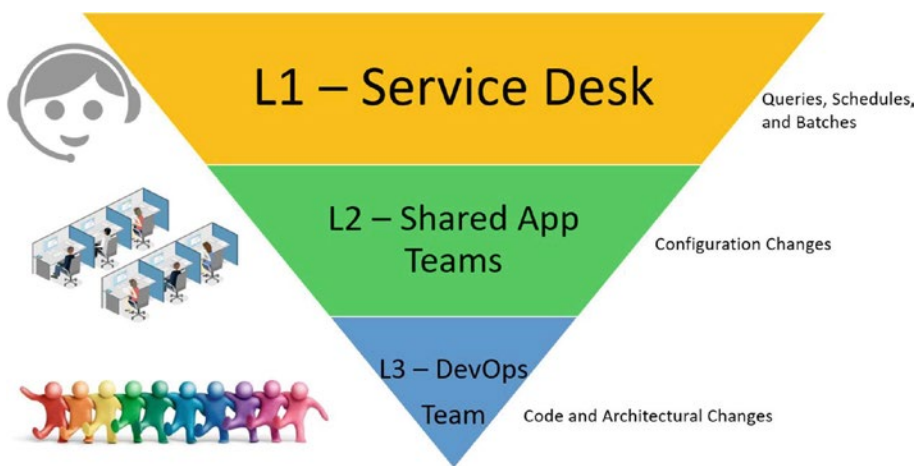 L1 – Service Desk
Queries, Schedules,
and Batches
L2 – Shared App
Teams
Configuration Changes
L3 – DevOps
Team
Code and Architectural Changes